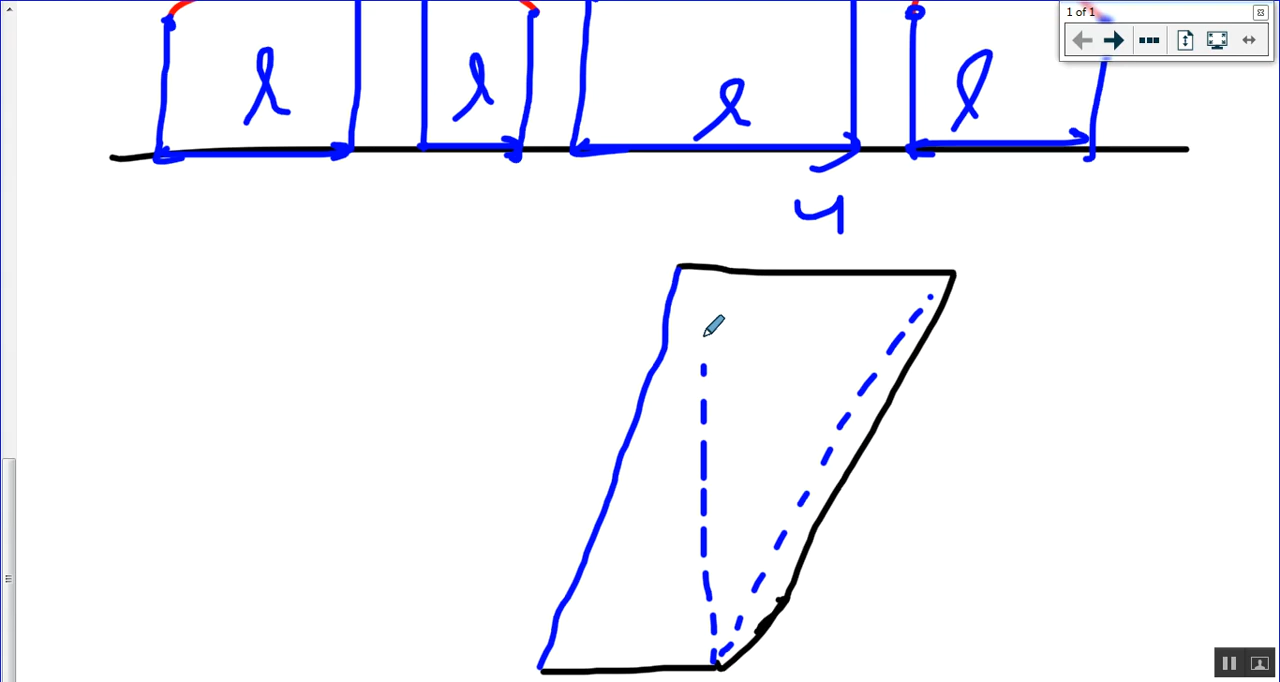 1 of 1
ℓ ℓ ℓ ℓ
4